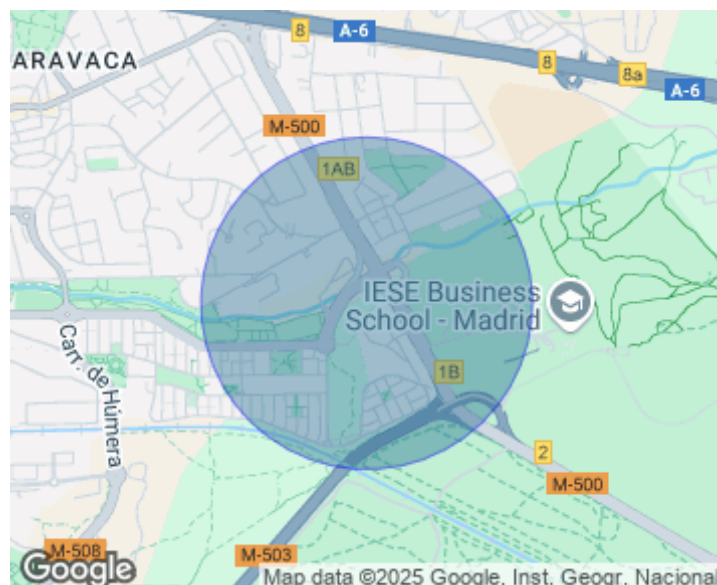 8
A-6
ARAVACA
8
8a
A-6
M-500
1AB
IESE Business
School - Madrid
Carr. de Húmera
1B
2
M-500
M-508
M-503
Google
Map data ©2025 Google, Inst. Geogr. Nacional